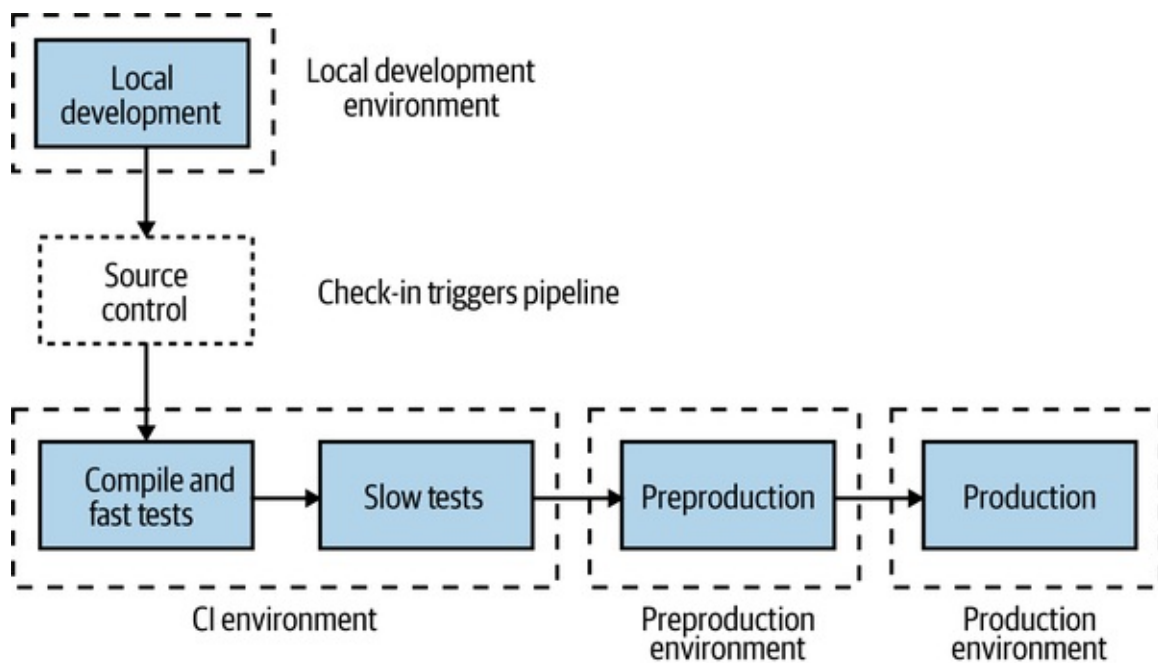 Local
development
Local development
environment
Source
control
Check-in triggers pipeline
Compile and
fast tests
Slow tests
Preproduction
Production
CI environment
Preproduction
environment
Production
environment